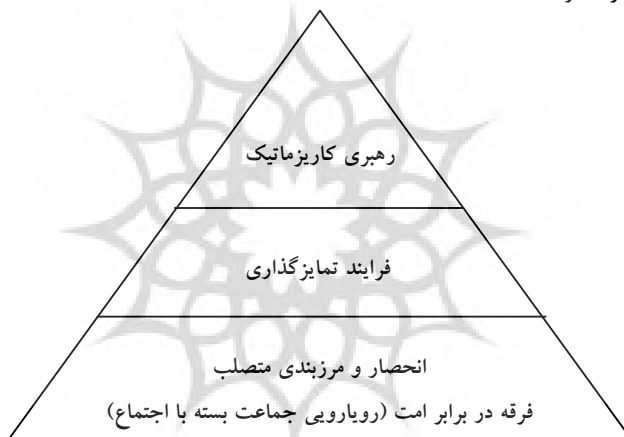 رهبری کاریزماتیک
فرایند تمایزگذاری
انحصار و مرزبندی متصلب
فرقه در برابر امت (رویارویی جماعت بسته با اجتماع)